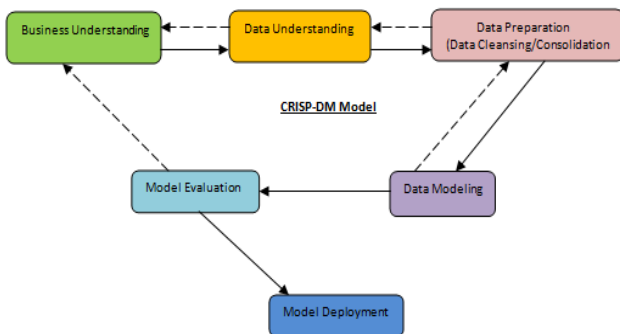 Business Understanding
Data Understanding
Data Preparation
(Data Cleansing/Consolidation
CRISP-DM Model
Model Evaluation
Data Modeling
Model Deployment